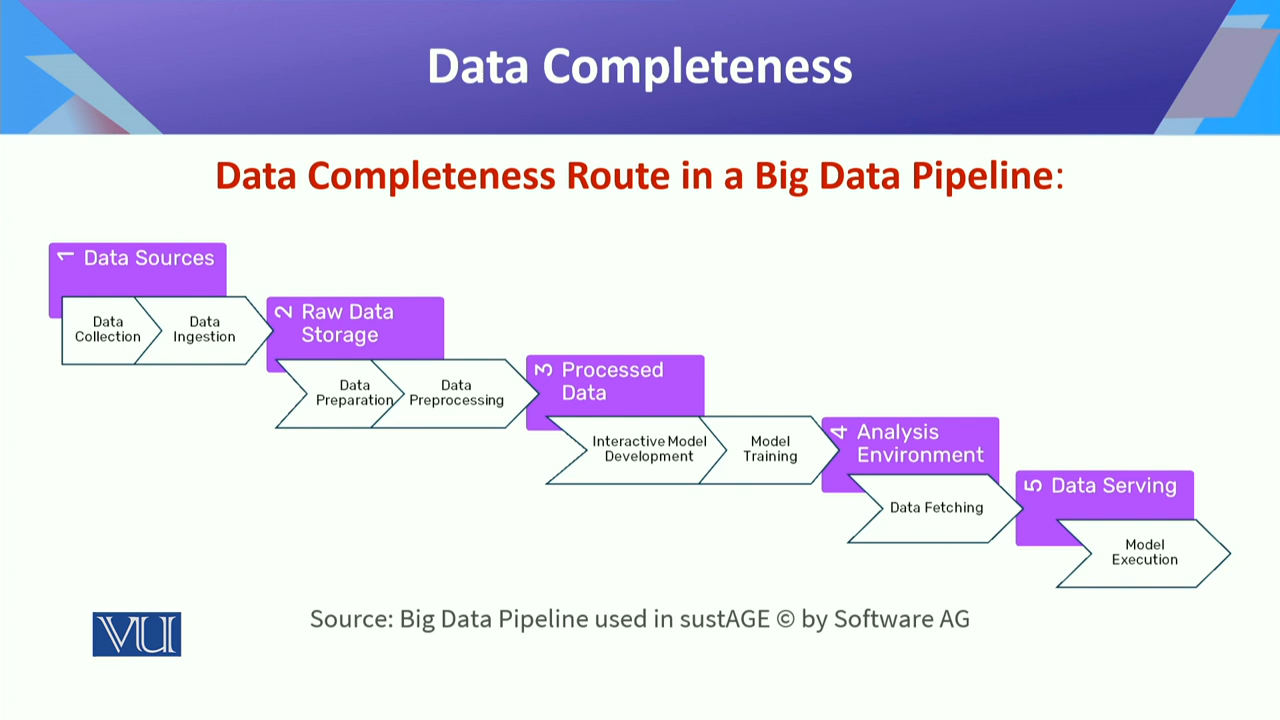 Data Completeness
Data Completeness Route in a Big Data Pipeline:
1 Data Sources
Data
Collection
Data
Ingestion
2 Raw Data
Storage
Data
Preparation
Data
Preprocessing
3 Processed
Data
Interactive Model
Development
Model
Training
4 Analysis
Environment
Data Fetching
5 Data Serving
Model
Execution
Source: Big Data Pipeline used in sustAGE © by Software AG
VU